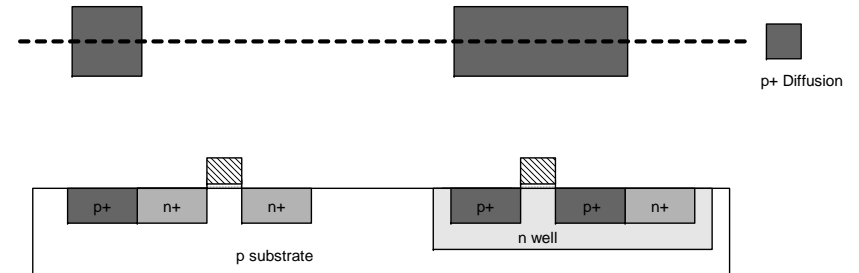 p+ Diffusion
p+ n+ n+ p+ p+ n+
n well
p substrate